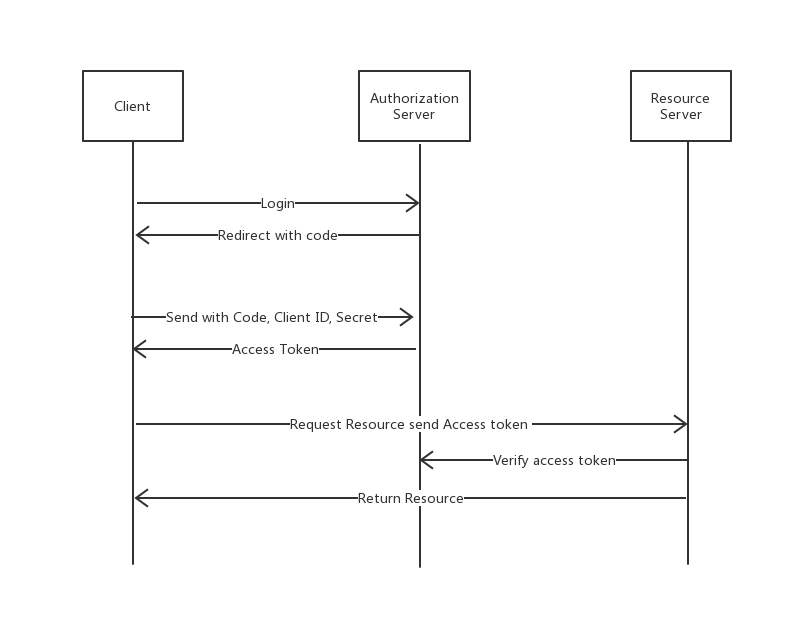 Client
Authorization
Server
Resource
Server
Login
Redirect with code
Send with Code, Client ID, Secret
Access Token
Request Resource send Access token
Verify access token
Return Resource